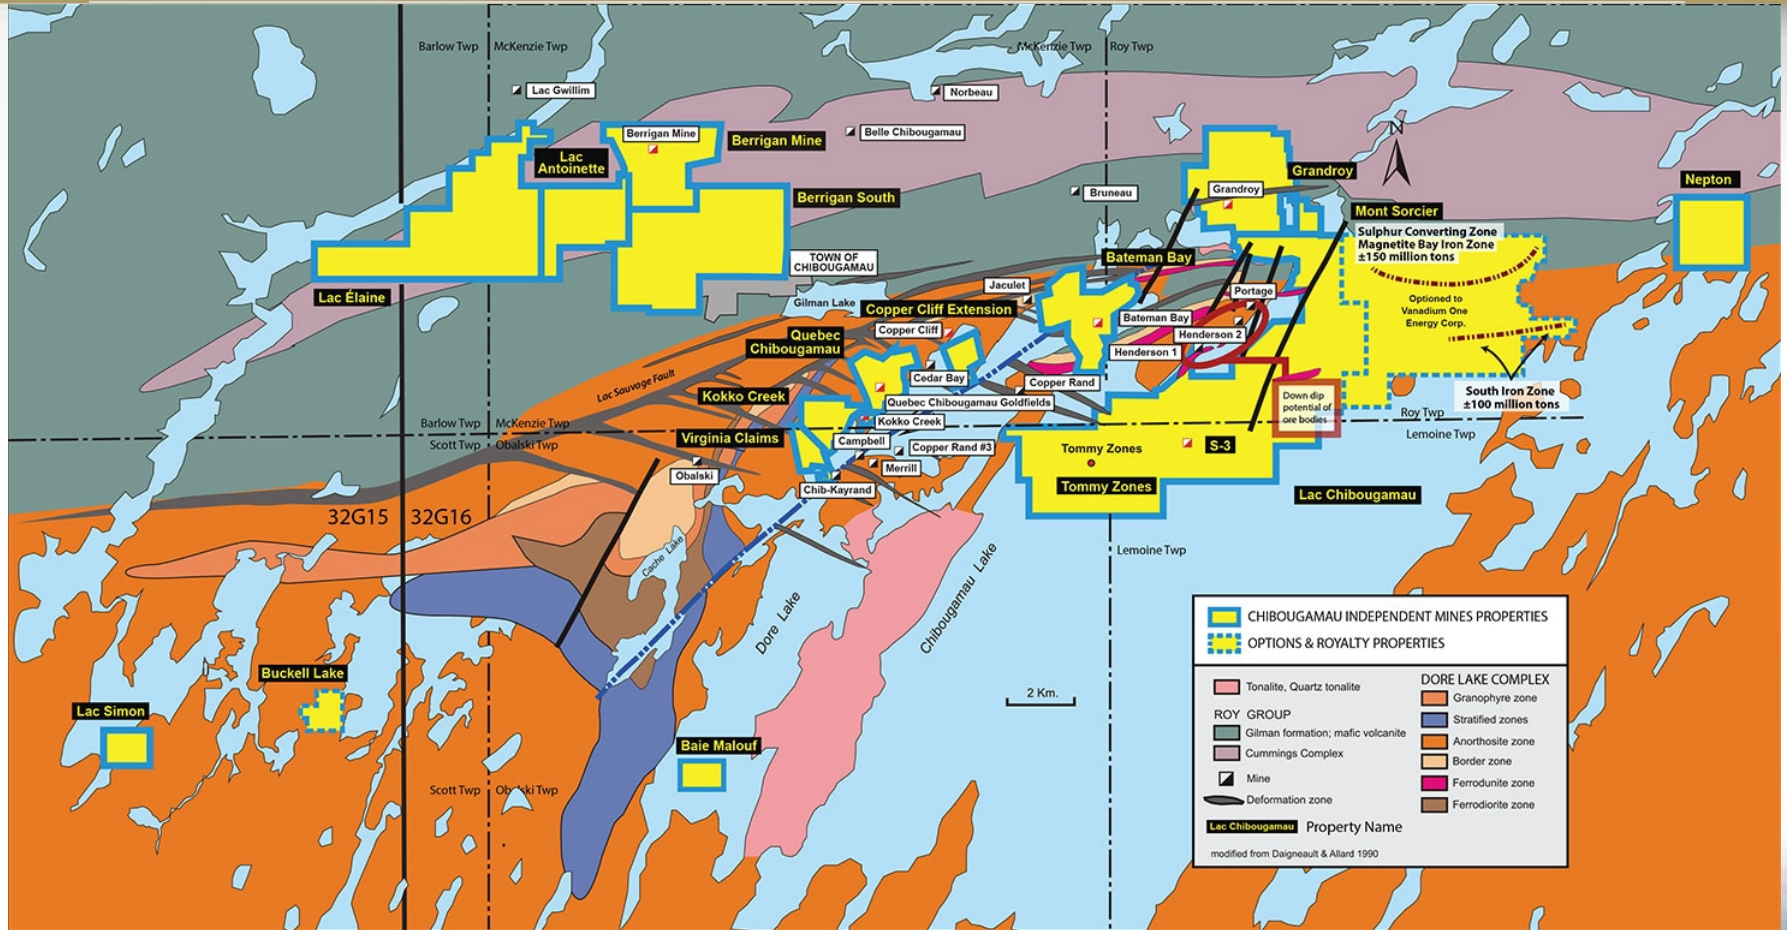 Barlow Twp
McKenzie Twp
McKenzie Twp
Roy Twp
Lac Gwillim
Norbeau
Berrigan Mine
Berrigan Mine
Belle Chibougamau
N
Lac
Antoinette
Grandroy
Nepton
Bruneau
Grandroy
Berrigan South
Mont Sorcier
Sulphur Converting Zone
Magnetite Bay Iron Zone
±150 million tons
TOWN OF
CHIBOUGAMAU
Bateman Bay
Lac Élaine
Jaculet
Portage
Gilman Lake
Copper Cliff Extension
Optioned to
Vanadium One
Energy Corp.
Bateman Bay
Copper Cliff
Quebec
Chibougamau
Henderson 2
Henderson 1
Lac Sauvage Fault
Cedar Bay
Copper Rand
South Iron Zone
±100 million tons
Kokko Creek
Quebec Chibougamau Goldfields
Down dip
potential of
ore bodies
Roy Twp
Lemoine Twp
Barlow Twp
McKenzie Twp
Kokko Creek
Scott Twp
Obalski Twp
Virginia Claims
Campbell
Copper Rand #3
Tommy Zones
S-3
Obalski
Merrill
Chib-Kayrand
Tommy Zones
Lac Chibougamau
32G15
32G16
Cache Lake
Lemoine Twp
Dore Lake
Chibougamau Lake
Buckell Lake
Lac Simon
Baie Malouf
2 Km.
Scott Twp
Obalski Twp
CHIBOUGAMAU INDEPENDENT MINES PROPERTIES
OPTIONS & ROYALTY PROPERTIES
Tonalite, Quartz tonalite
ROY GROUP
Gilman formation; mafic volcanite
Cummings Complex
Mine
Deformation zone
Lac Chibougamau
Property Name
modified from Daigneault & Allard 1990
DORE LAKE COMPLEX
Granophyre zone
Stratified zones
Anorthosite zone
Border zone
Ferrodunite zone
Ferrodiorite zone